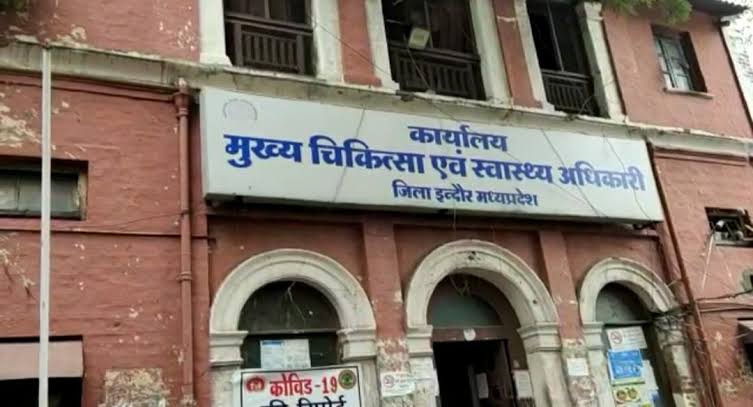 कार्यालय
मुख्य चिकित्सा एवं स्वास्थ्य अधिकारी
जिला इन्दौर मध्यप्रदेश
कोविड-19